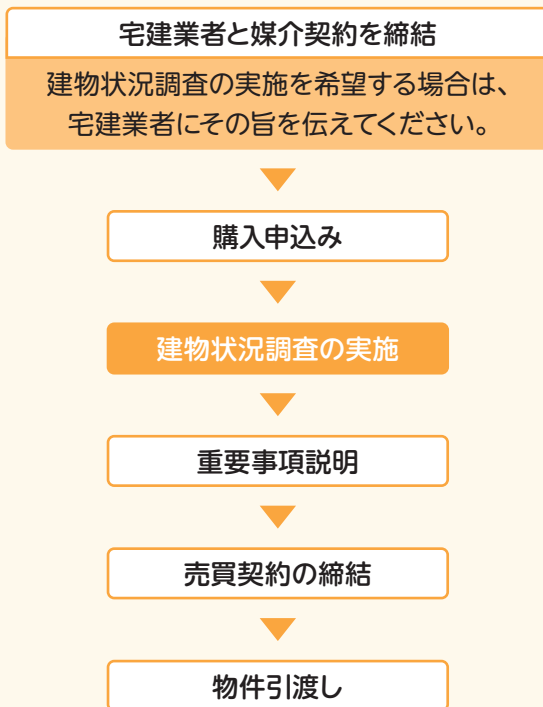 宅建業者と媒介契約を締結
建物状況調査の実施を希望する場合は、
宅建業者にその旨を伝えてください。
購入申込み
建物状況調査の実施
重要事項説明
売買契約の締結
物件引渡し